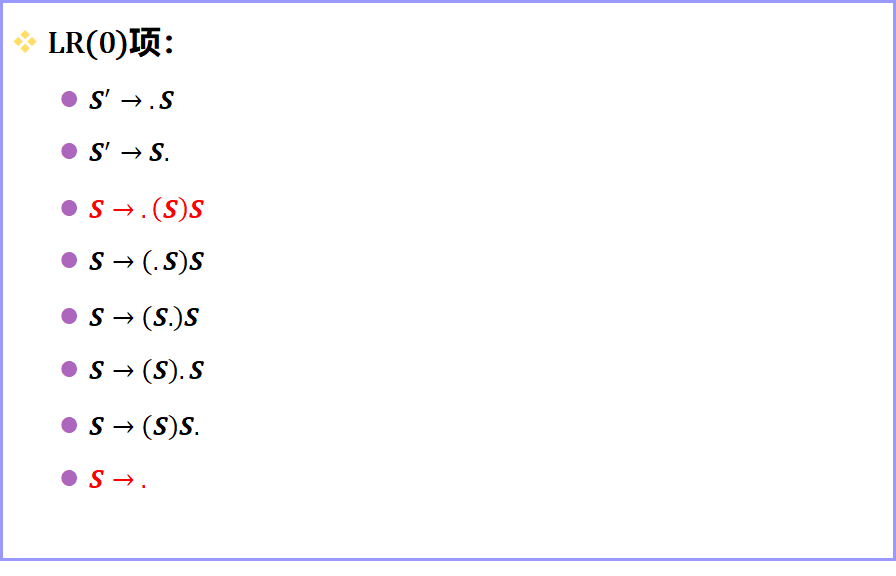 LR(0)项：
S′ → .S
S′ → S.
S → .(S)S
S → (.S)S
S → (S.)S
S → (S).S
S → (S)S.
S → .